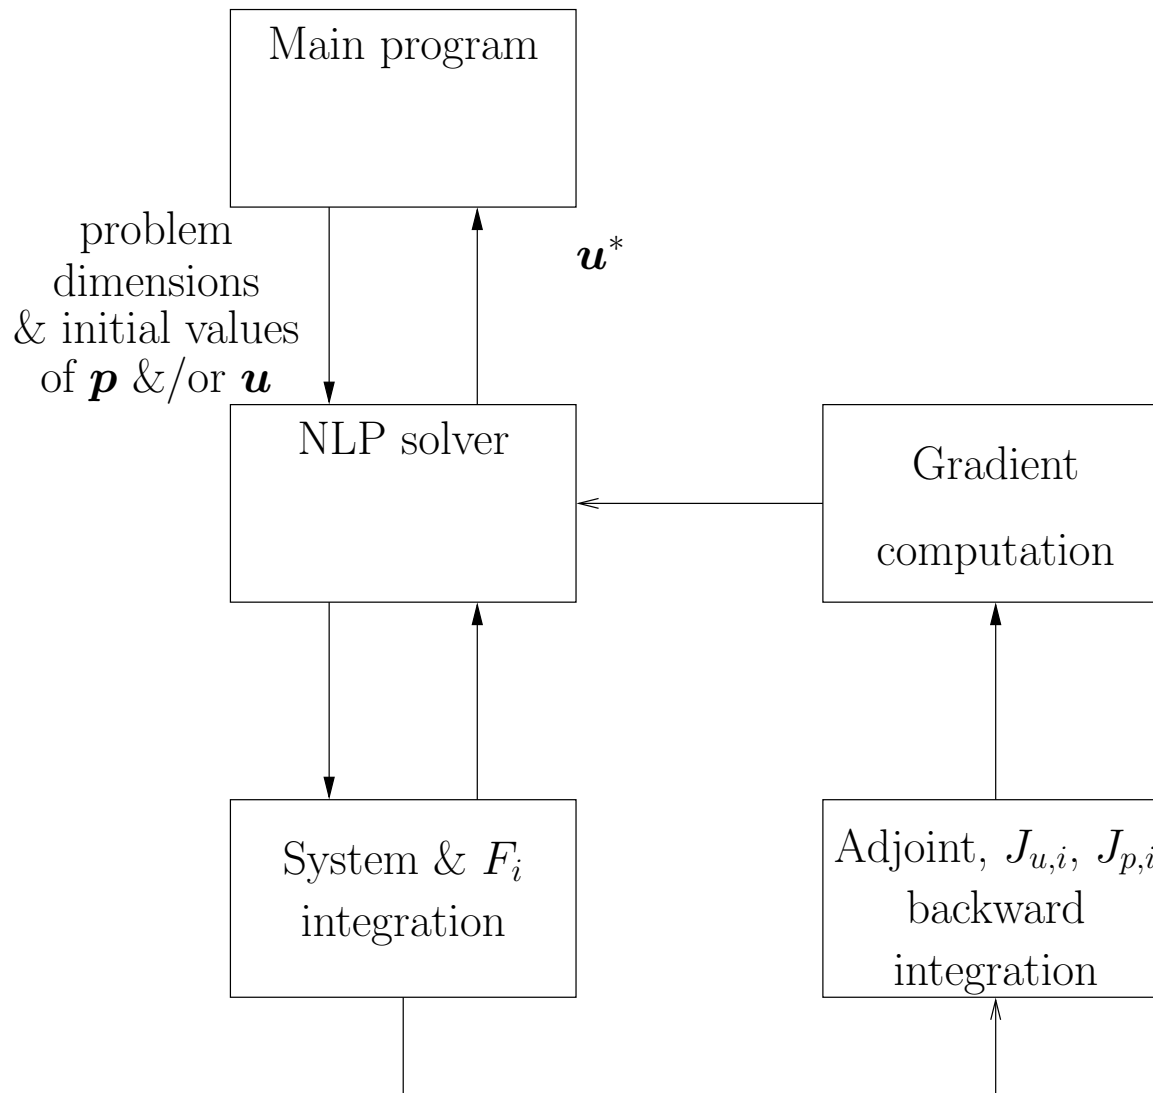 Main program
problem
dimensions
& initial values
of p &/or u
u*
NLP solver
Gradient
computation
System & F_i
integration
Adjoint, J_{u,i}, J_{p,i}
backward
integration